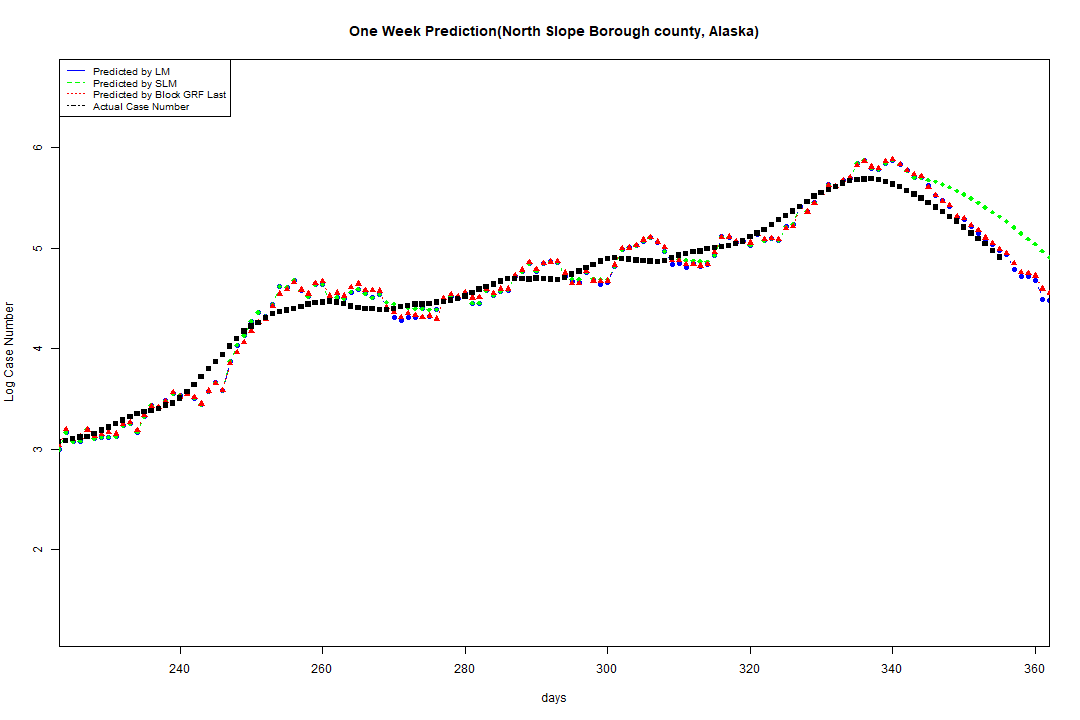 One Week Prediction(North Slope Borough county, Alaska)
Predicted by LM
Predicted by SLM
Predicted by Block GRF Last
Actual Case Number
6
5
4
3
2
Log Case Number
240 260 280 300 320 340 360
days